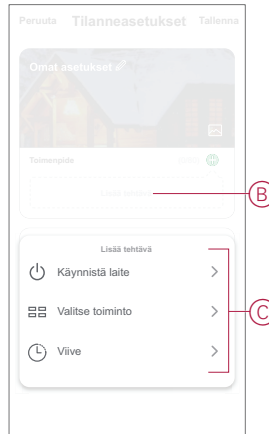 Peruuta Tilanneasetukset Tallenna
Omat asetukset
Toimenpide
B
Lisää tehtävä
Käynnistä laite
C
Valitse toiminto
Viive